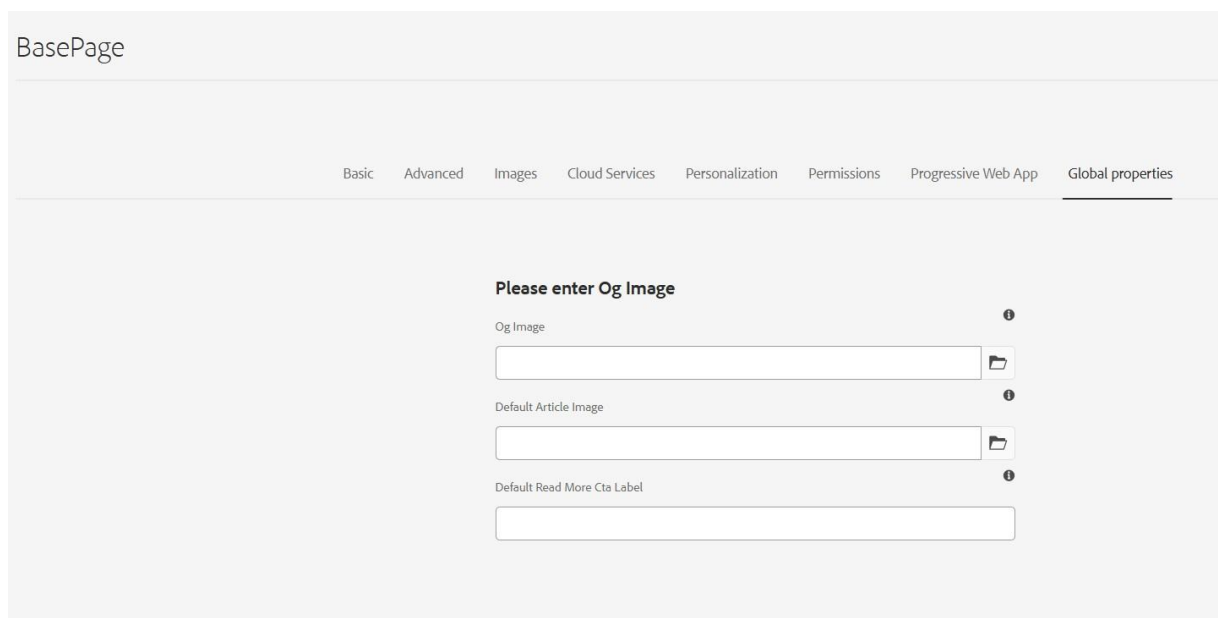 BasePage
Basic Advanced Images Cloud Services Personalization Permissions Progressive Web App Global properties
Please enter Og Image
Og Image
Default Article Image
Default Read More Cta Label